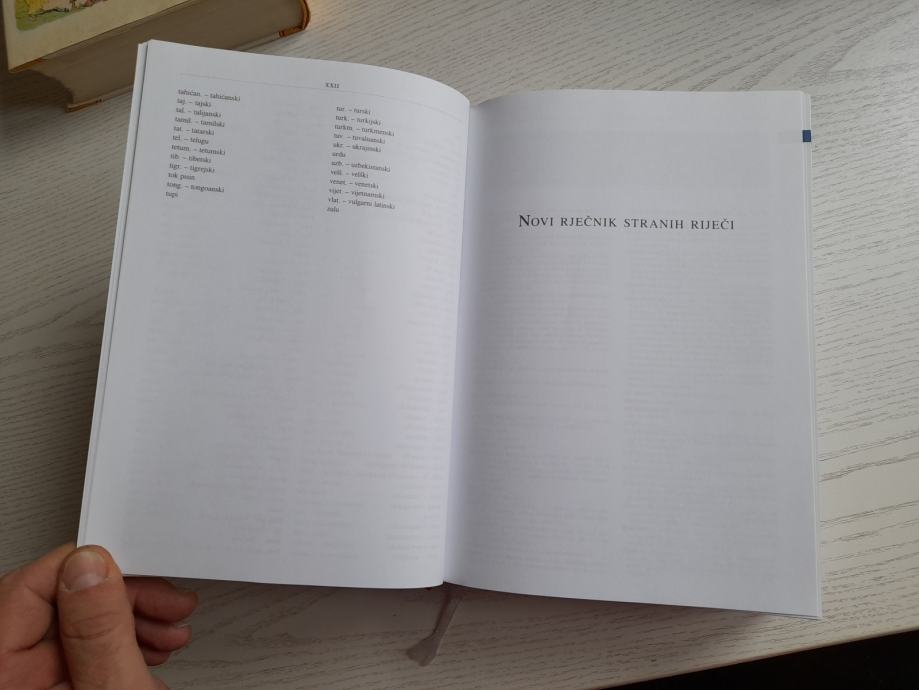 XXII
tahićan. – tahićanski
taj. – tajski
tal. – talijanski
tamil. – tamilski
tat. – tatarski
tel. – telugu
tetum. – tetumski
tib. – tibetski
tigr. – tigrejski
tok pisin
tong. – tongoanski
tupi
tur. – turski
turk. – turkijski
turkm. – turkmenski
tuv. – tuvaluanski
ukr. – ukrajinski
urdu
uzb. – uzbekistanski
velš. – velški
venet. – venetski
vijet. – vijetnamski
vlat. – vulgarni latinski
zulu
NOVI RJEČNIK STRANIH RIJEČI